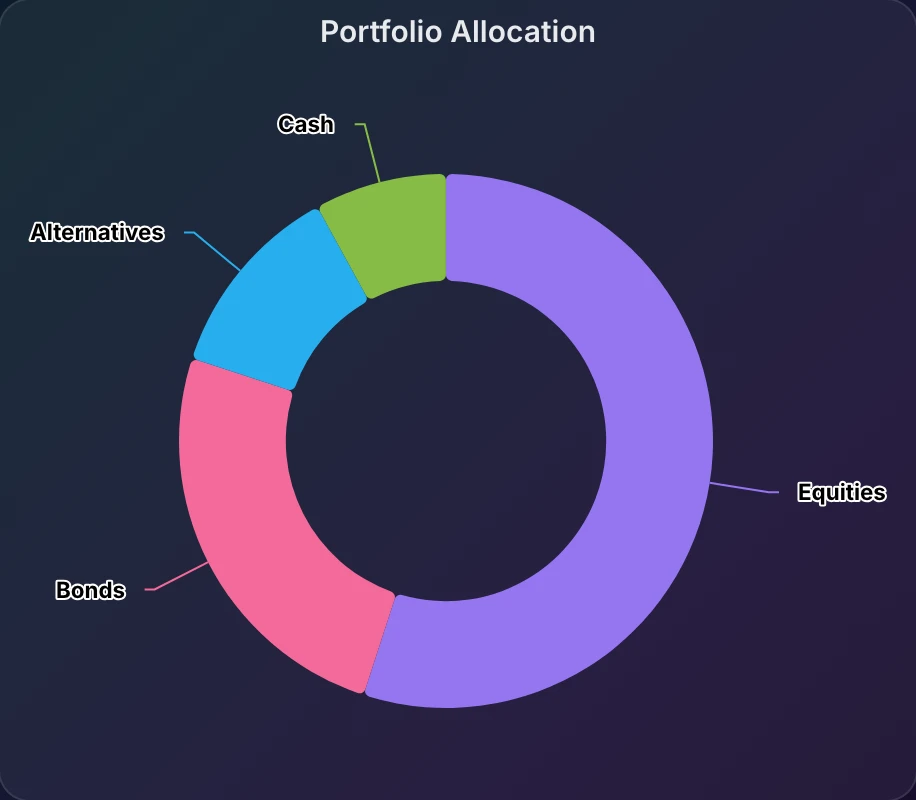 Portfolio Allocation
Cash
Alternatives
Equities
Bonds